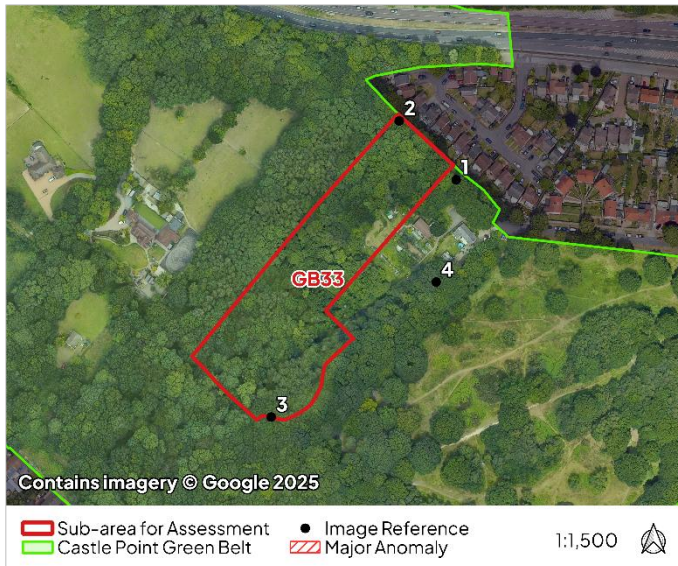 2
1
GB33
4
3
Contains imagery © Google 2025
Sub-area for Assessment
Image Reference
1:1,500
Castle Point Green Belt
Major Anomaly